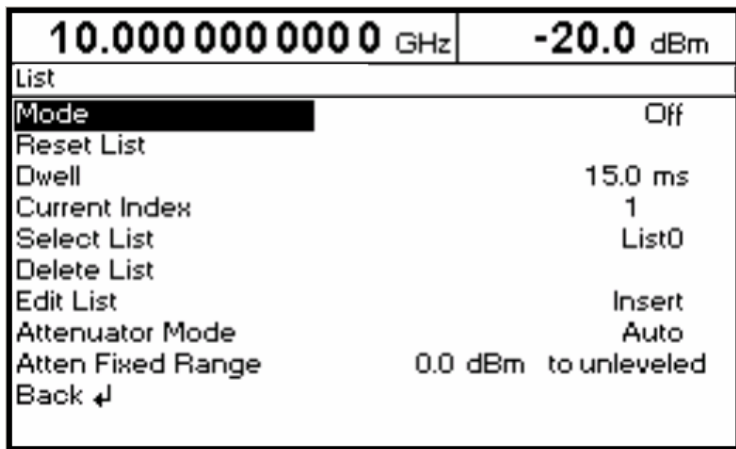 10.000 000 000 0 GHz -20.0 dBm
List
Mode Off
Reset List
Dwell 15.0 ms
Current Index 1
Select List List0
Delete List
Edit List Insert
Attenuator Mode Auto
Atten Fixed Range 0.0 dBm to unleveled
Back ↲